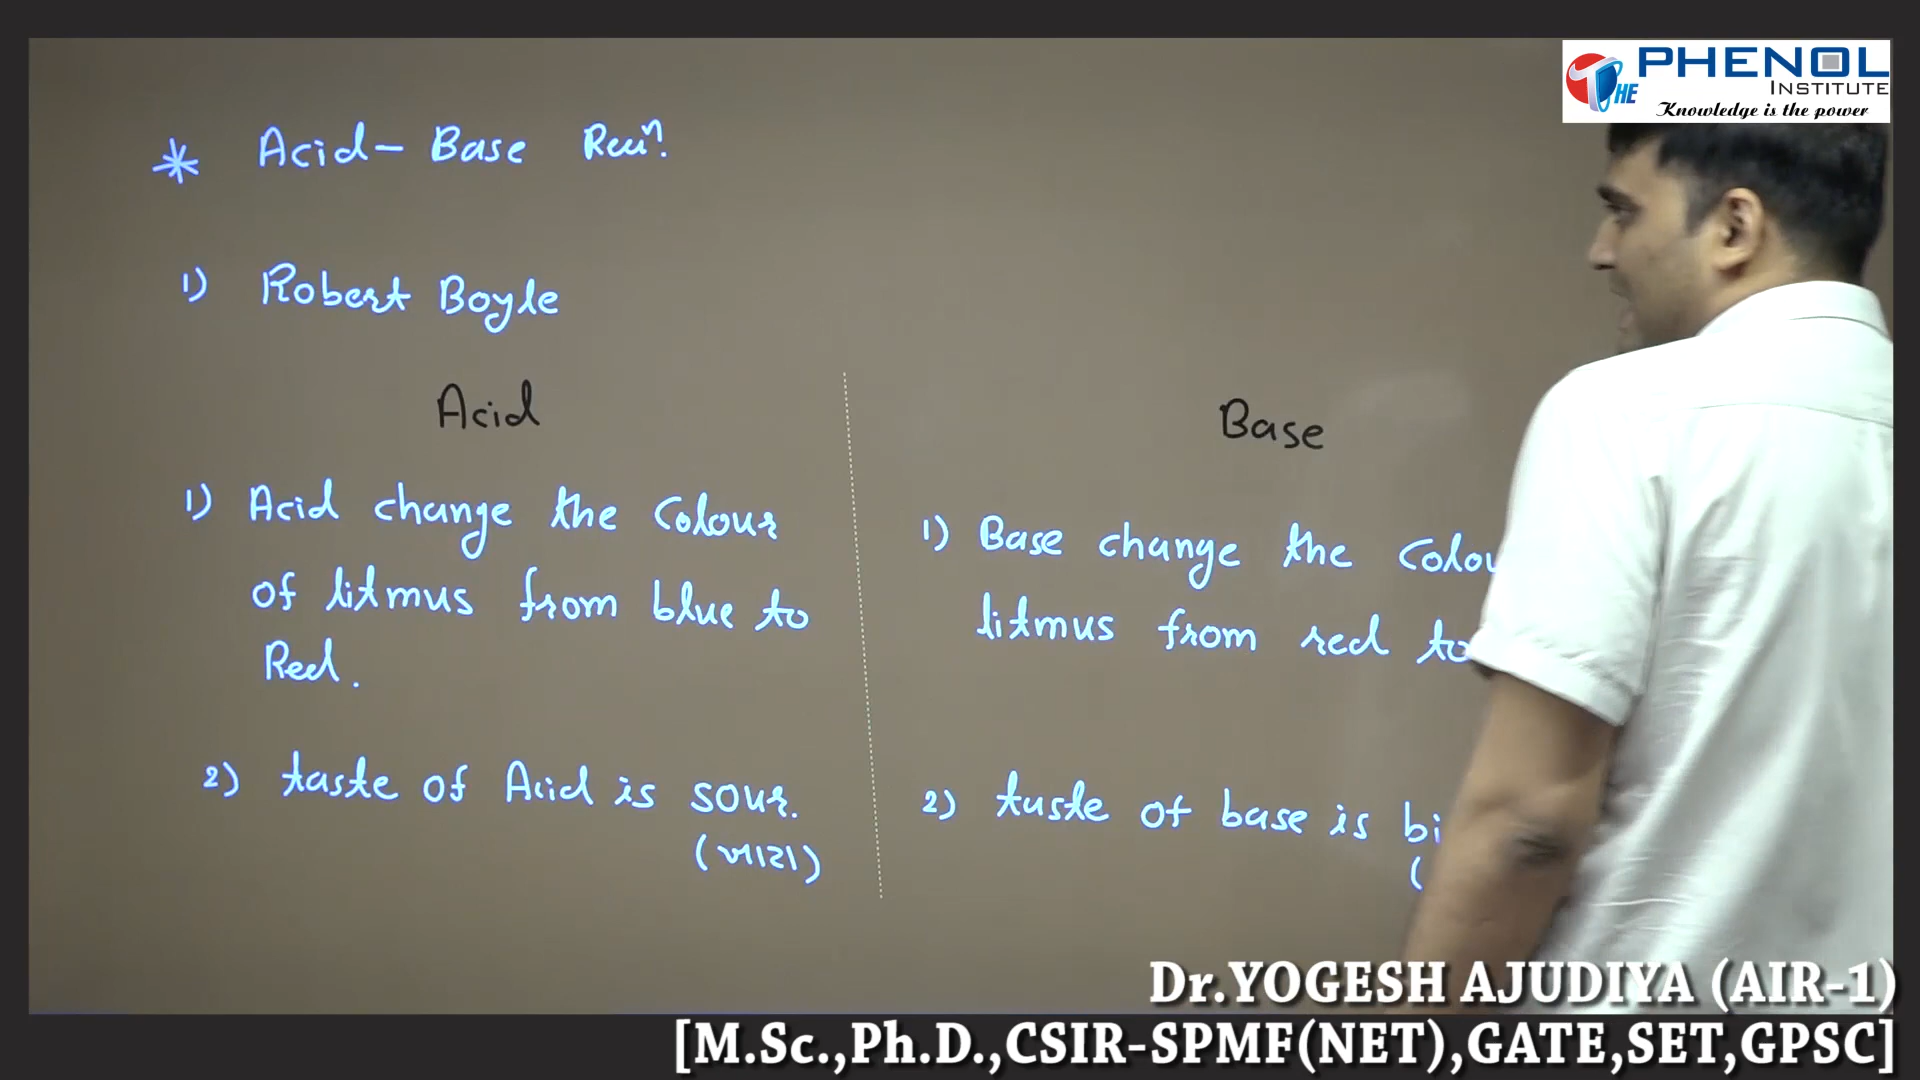 THE PHENOL
INSTITUTE
Knowledge is the power
* Acid - Base Reacⁿ.
1) Robert Boyle
Acid
1) Acid change the Colour
of litmus from blue to
Red.
2) taste of Acid is sour.
(ખાટા)
Base
1) Base change the
litmus from red to
2) taste of base is
(
Dr.YOGESH AJUDIYA (AIR-1)
[M.Sc.,Ph.D.,CSIR-SPMF(NET),GATE,SET,GPSC]